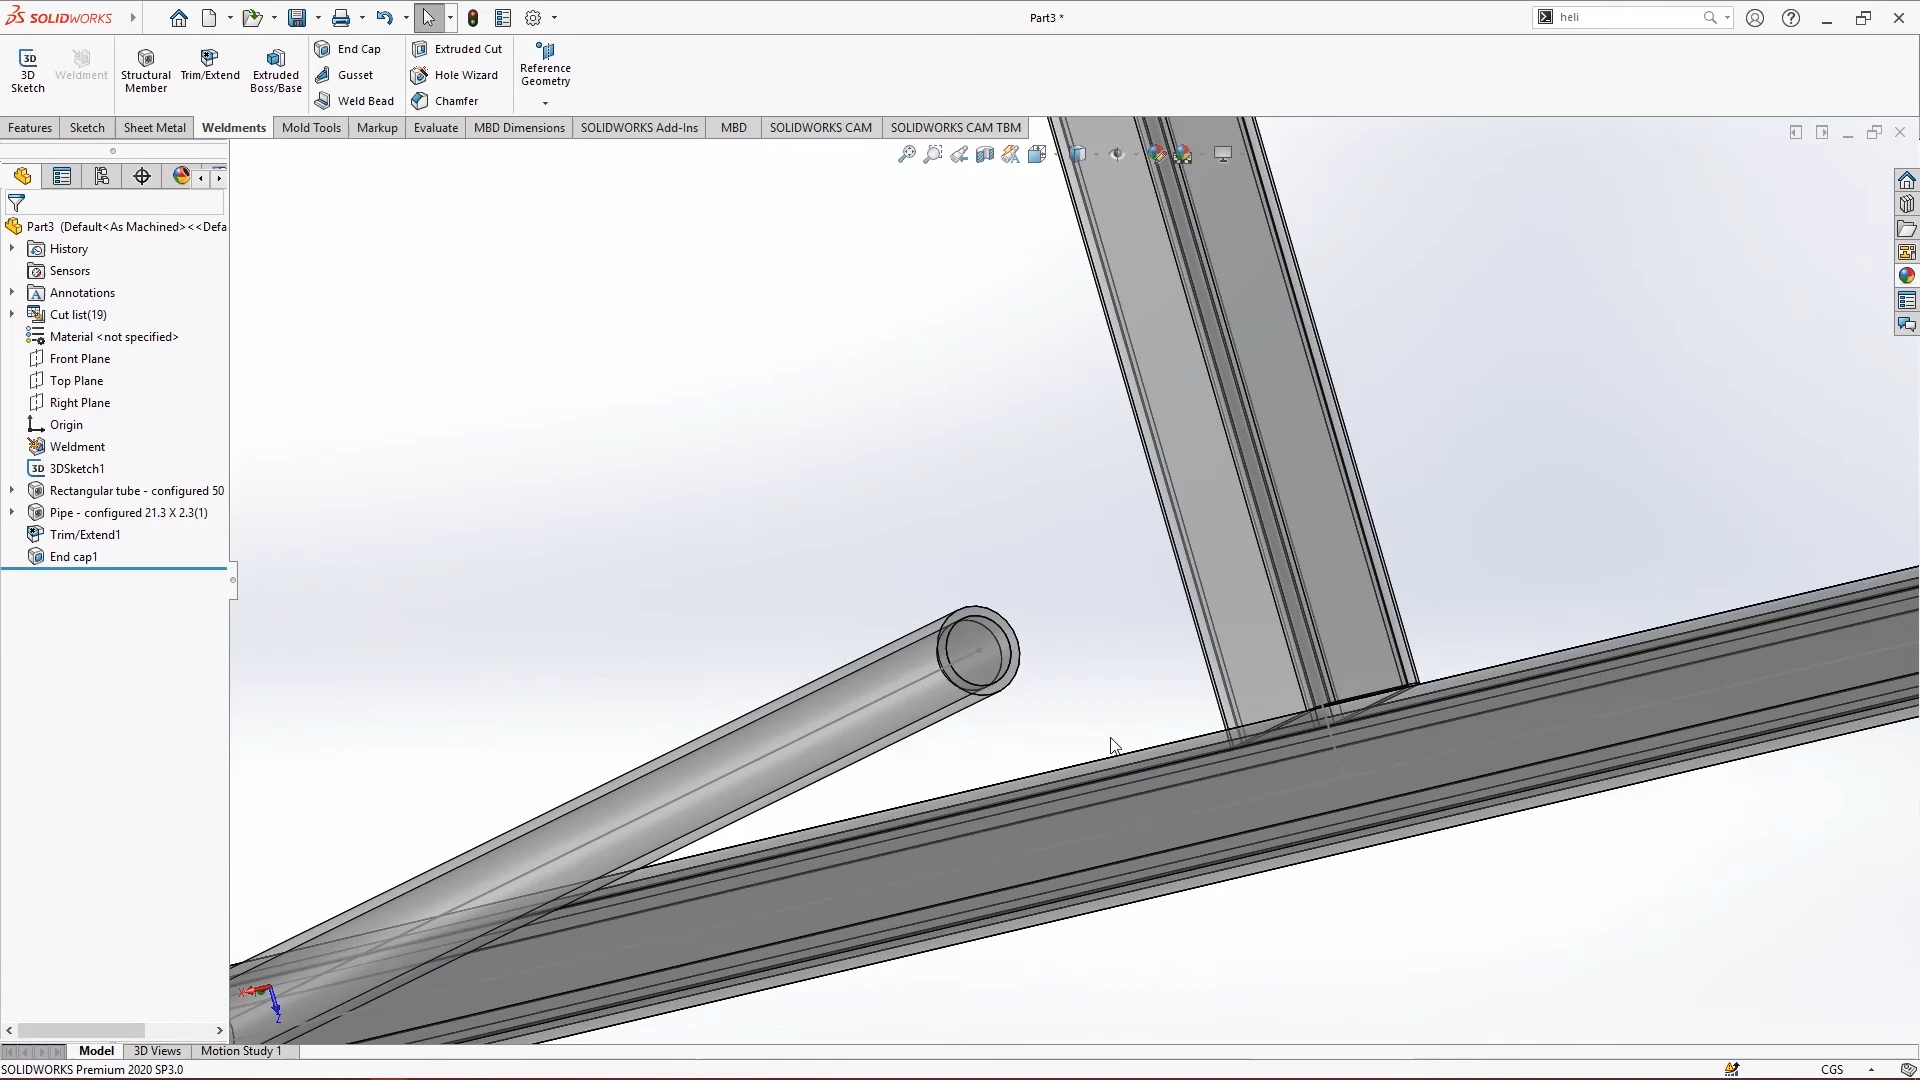 SOLIDWORKS
Part3 *
heli
3D
Sketch
Weldment
Structural
Member
Trim/Extend
Extruded
Boss/Base
End Cap
Gusset
Weld Bead
Extruded Cut
Hole Wizard
Chamfer
Reference
Geometry
Features
Sketch
Sheet Metal
Weldments
Mold Tools
Markup
Evaluate
MBD Dimensions
SOLIDWORKS Add-Ins
MBD
SOLIDWORKS CAM
SOLIDWORKS CAM TBM
Part3 (Default<As Machined><<Defa
History
Sensors
Annotations
Cut list(19)
Material <not specified>
Front Plane
Top Plane
Right Plane
Origin
Weldment
3DSketch1
Rectangular tube - configured 50
Pipe - configured 21.3 X 2.3(1)
Trim/Extend1
End cap1
X
Z
Model
3D Views
Motion Study 1
SOLIDWORKS Premium 2020 SP3.0
CGS